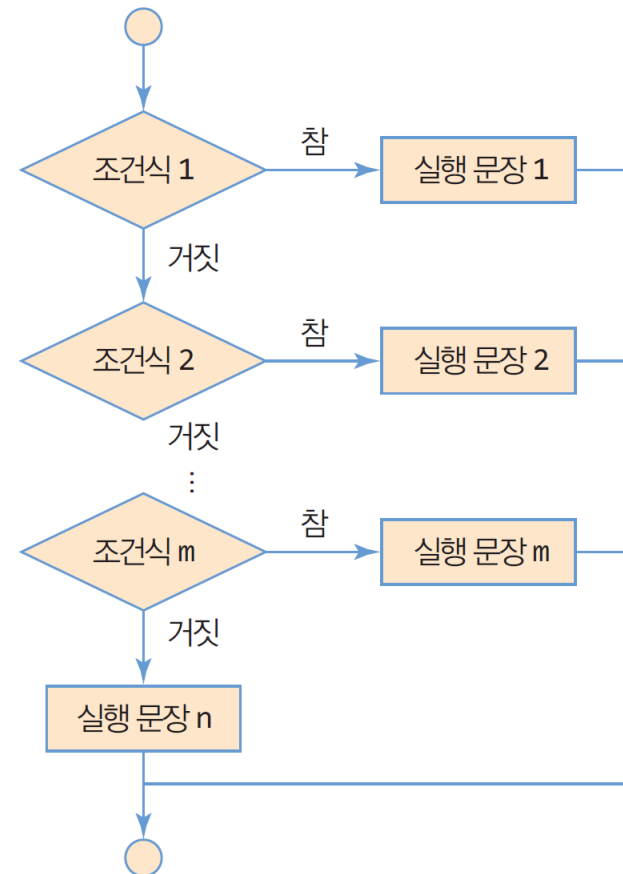 조건식 1
참
실행 문장 1
거짓
조건식 2
참
실행 문장 2
거짓
⋮
조건식 m
참
실행 문장 m
거짓
실행 문장 n